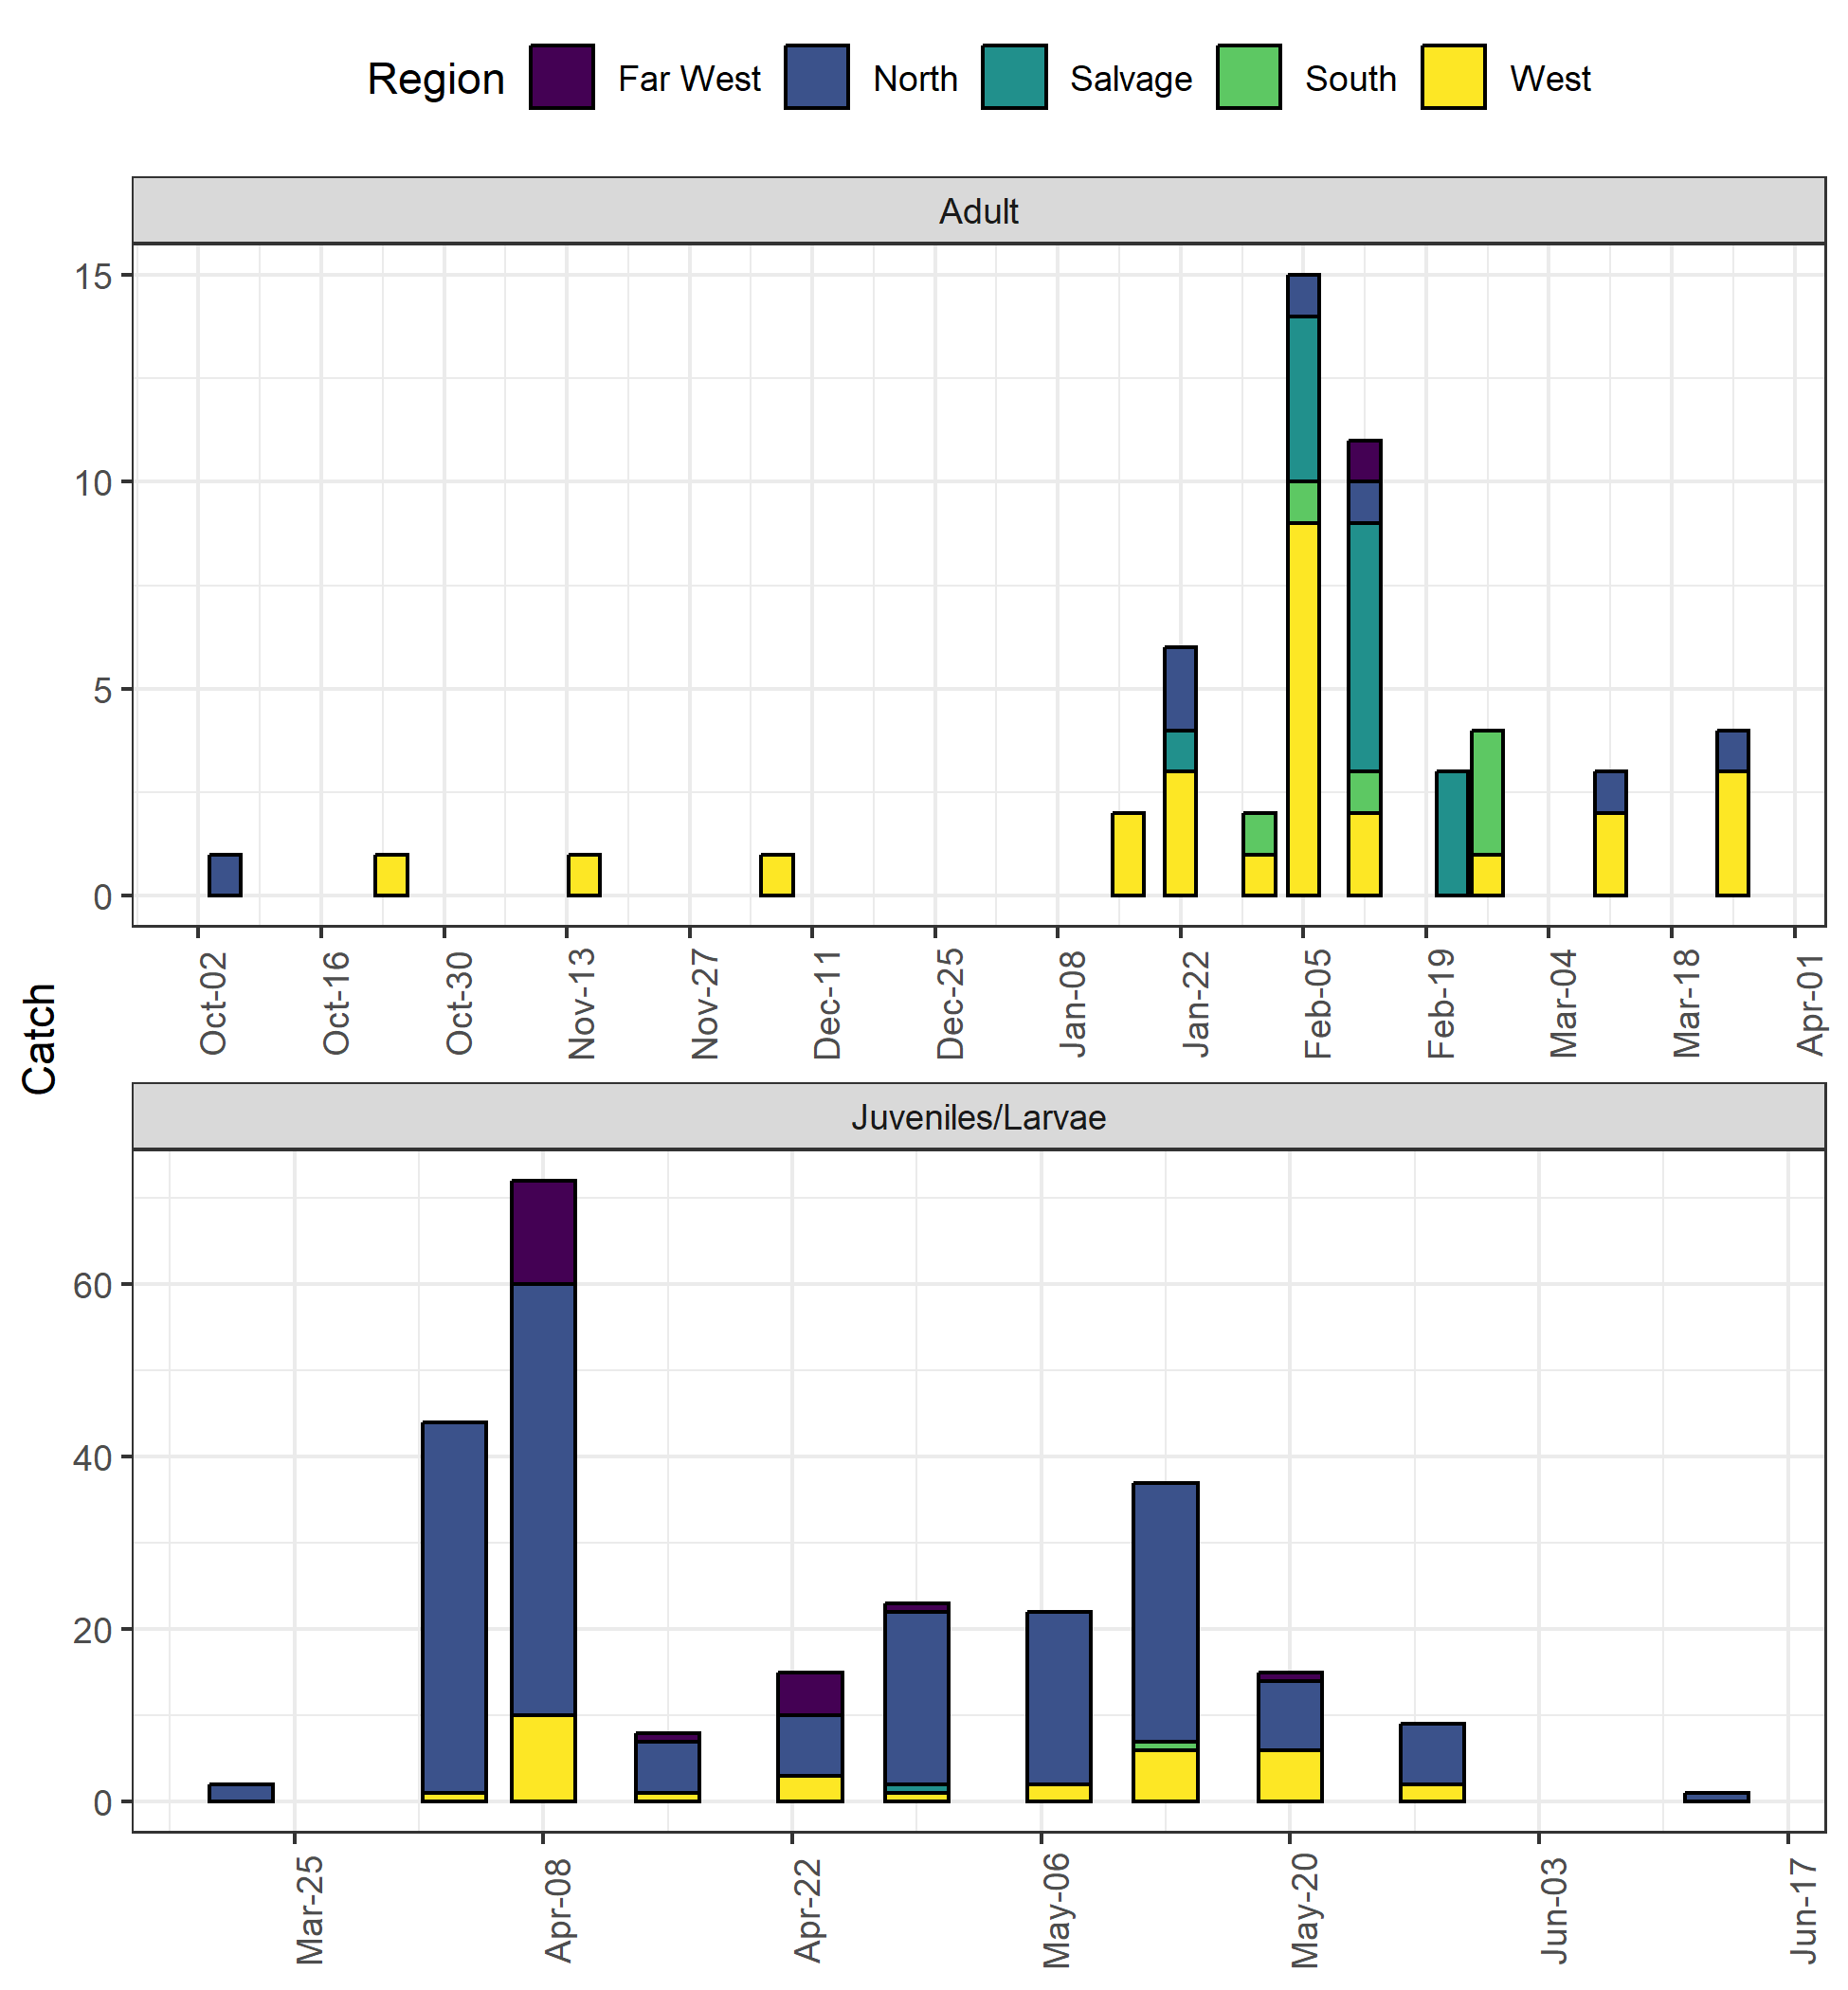 Region Far West North Salvage South West
Adult
15
10
5
0
Oct-02 Oct-16 Oct-30 Nov-13 Nov-27 Dec-11 Dec-25 Jan-08 Jan-22 Feb-05 Feb-19 Mar-04 Mar-18 Apr-01
Catch
Juveniles/Larvae
60
40
20
0
Mar-25 Apr-08 Apr-22 May-06 May-20 Jun-03 Jun-17